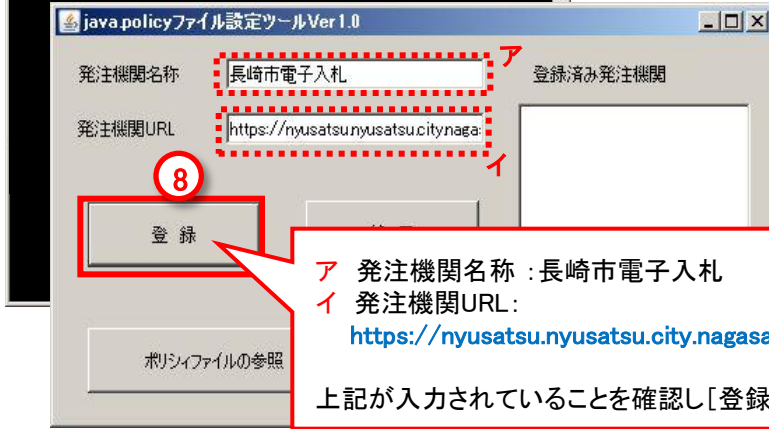 java.policyファイル設定ツールVer1.0
発注機関名称
長崎市電子入札
ア
登録済み発注機関
発注機関URL
https://nyusatsu.nyusatsu.city.naga
イ
8
登 録
ア 発注機関名称 :長崎市電子入札
イ 発注機関URL:
https://nyusatsu.nyusatsu.city.nagasa
ポリシィファイルの参照
上記が入力されていることを確認し[登録